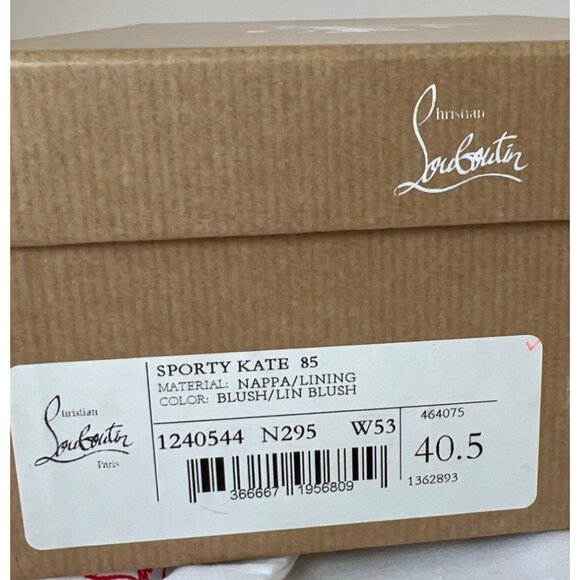 Christian
Louboutin
SPORTY KATE 85
MATERIAL: NAPPA/LINING
COLOR: BLUSH/LIN BLUSH
Christian
Louboutin
Paris
1240544 N295 W53
366667 1956809
464075
40.5
1362893